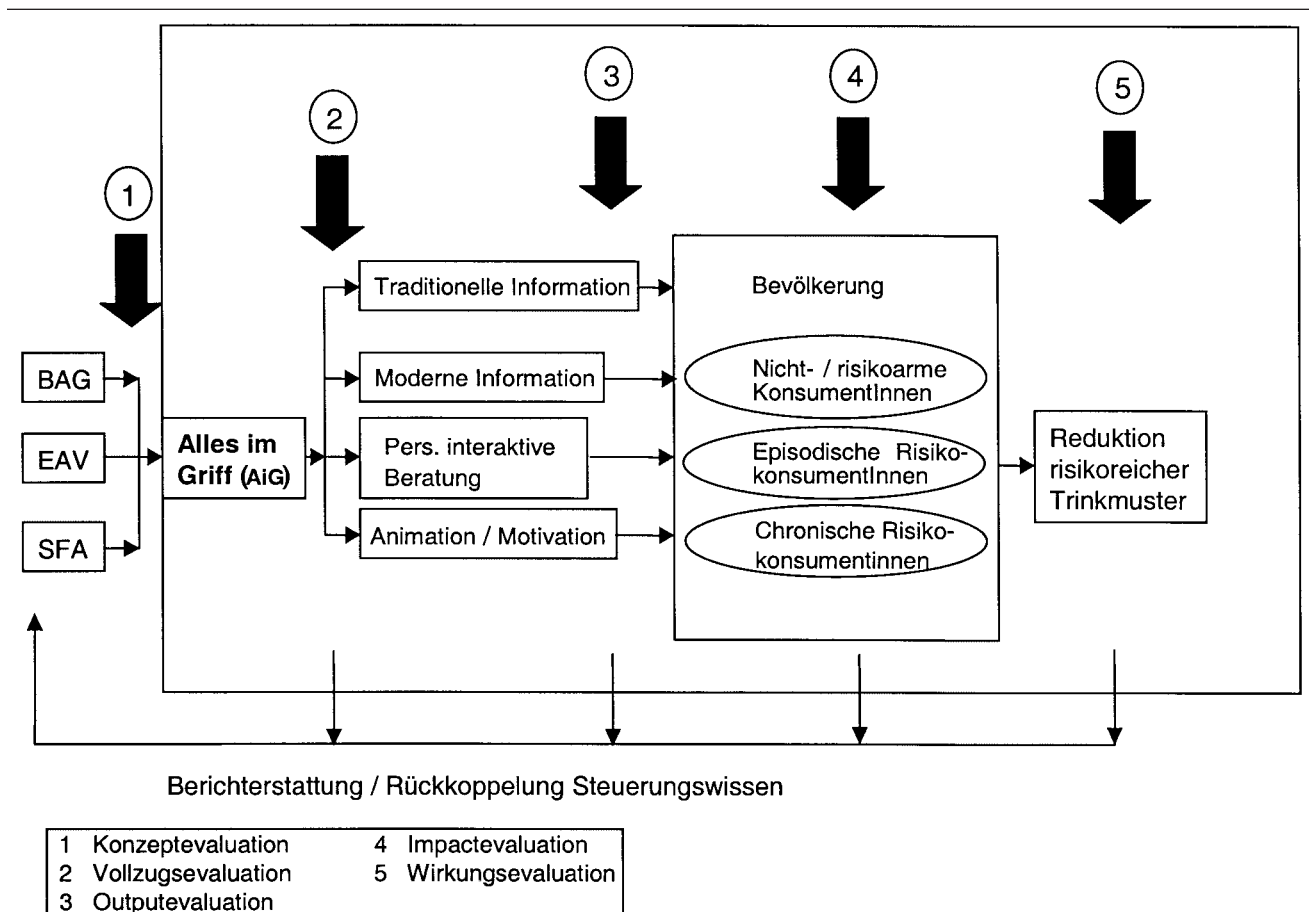 1
2
3
4
5
BAG
EAV
SFA
Alles im
Griff (AiG)
Traditionelle Information
Moderne Information
Pers. interaktive
Beratung
Animation / Motivation
Bevölkerung
Nicht- / risikoarme
KonsumentInnen
Episodische Risiko-
konsumentInnen
Chronische Risiko-
konsumentinnen
Reduktion
risikoreicher
Trinkmuster
Berichterstattung / Rückkoppelung Steuerungswissen
1 Konzeptevaluation
2 Vollzugsevaluation
3 Outputevaluation
4 Impactevaluation
5 Wirkungsevaluation